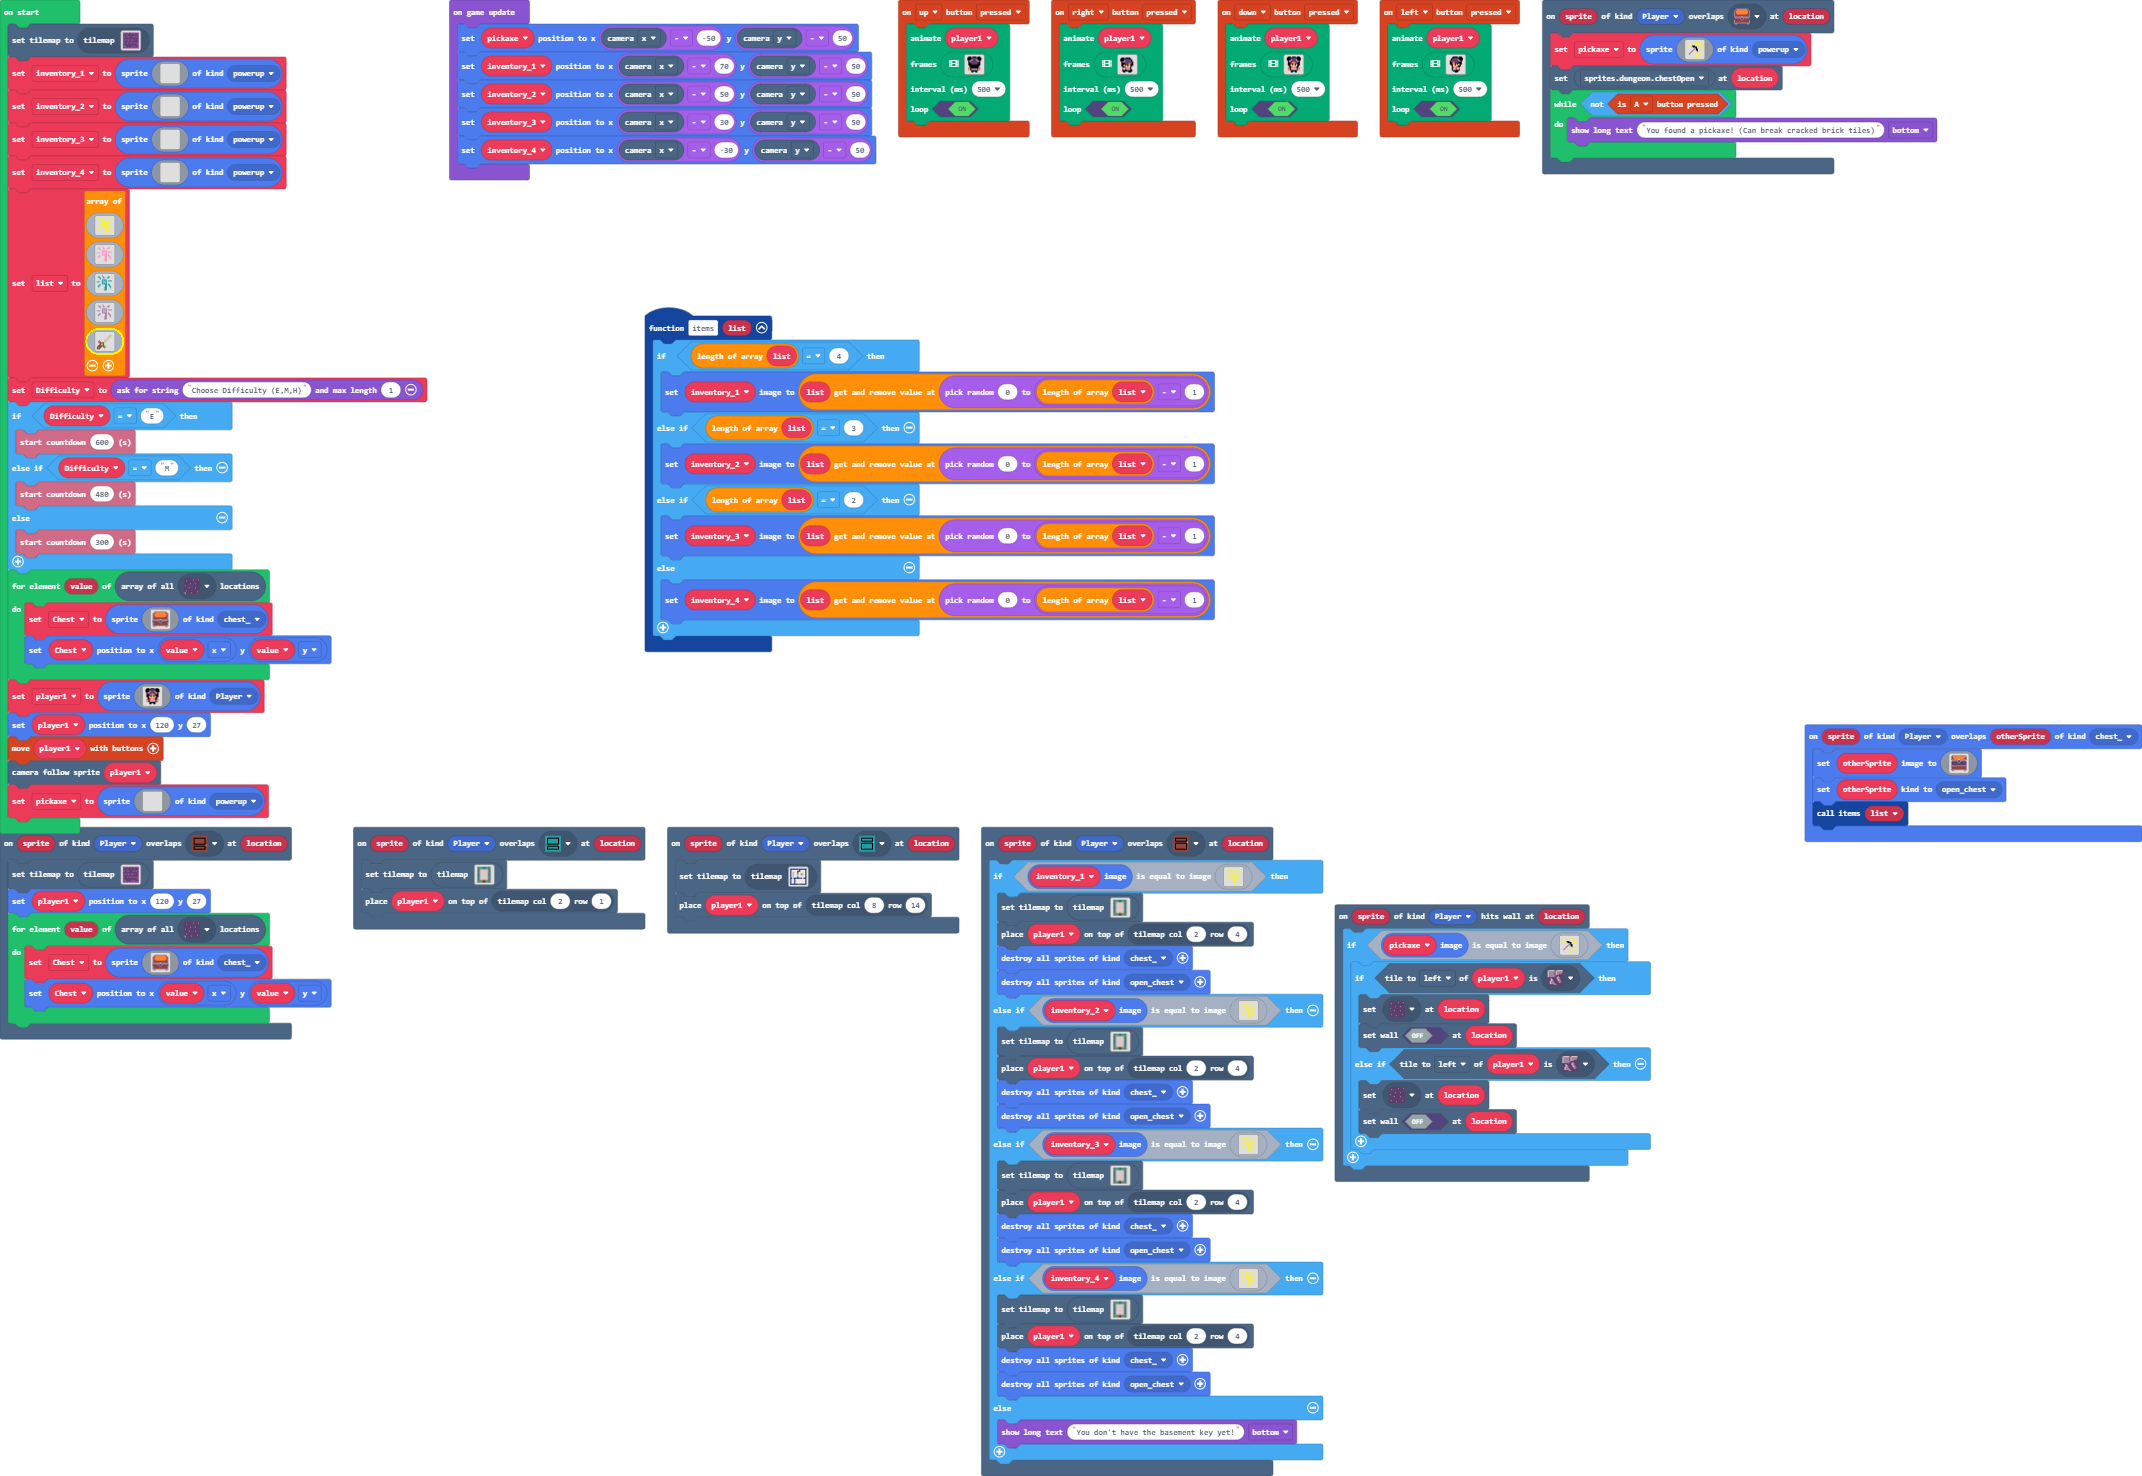 on start
set tilemap to tilemap
set inventory_1 to sprite of kind powerup
set inventory_2 to sprite of kind powerup
set inventory_3 to sprite of kind powerup
set inventory_4 to sprite of kind powerup
set list to array of
set Difficulty to ask for string "Choose Difficulty (E,M,H)" and max length 1
if Difficulty = "E" then
start countdown 600 (s)
else if Difficulty = "M" then
start countdown 480 (s)
else
start countdown 300 (s)
for element value of array of all locations
do set Chest to sprite of kind chest_
set Chest position to x value x y value y
set player1 to sprite of kind Player
set player1 position to x 120 y 27
move player1 with buttons
camera follow sprite player1
set pickaxe to sprite of kind powerup
on game update
set pickaxe position to x camera x - -50 y camera y - 50
set inventory_1 position to x camera x - 70 y camera y - 50
set inventory_2 position to x camera x - 50 y camera y - 50
set inventory_3 position to x camera x - 30 y camera y - 50
set inventory_4 position to x camera x - -30 y camera y - 50
on up button pressed
animate player1
frames
interval (ms) 500
loop ON
on right button pressed
animate player1
frames
interval (ms) 500
loop ON
on down button pressed
animate player1
frames
interval (ms) 500
loop ON
on left button pressed
animate player1
frames
interval (ms) 500
loop ON
on sprite of kind Player overlaps at location
set pickaxe to sprite of kind powerup
set sprites.dungeon.chestOpen at location
while not is A button pressed
do show long text "You found a pickaxe! (Can break cracked brick tiles)" bottom
function items list
if length of array list = 4 then
set inventory_1 image to list get and remove value at pick random 0 to length of array list - 1
else if length of array list = 3 then
set inventory_2 image to list get and remove value at pick random 0 to length of array list - 1
else if length of array list = 2 then
set inventory_3 image to list get and remove value at pick random 0 to length of array list - 1
else
set inventory_4 image to list get and remove value at pick random 0 to length of array list - 1
on sprite of kind Player overlaps otherSprite of kind chest_
set otherSprite image to
set otherSprite kind to open_chest
call items list
on sprite of kind Player overlaps at location
set tilemap to tilemap
set player1 position to x 120 y 27
for element value of array of all locations
do set Chest to sprite of kind chest_
set Chest position to x value x y value y
on sprite of kind Player overlaps at location
set tilemap to tilemap
place player1 on top of tilemap col 2 row 1
on sprite of kind Player overlaps at location
set tilemap to tilemap
place player1 on top of tilemap col 8 row 14
on sprite of kind Player overlaps at location
if inventory_1 image is equal to image then
set tilemap to tilemap
place player1 on top of tilemap col 2 row 4
destroy all sprites of kind chest_
destroy all sprites of kind open_chest
else if inventory_2 image is equal to image then
set tilemap to tilemap
place player1 on top of tilemap col 2 row 4
destroy all sprites of kind chest_
destroy all sprites of kind open_chest
else if inventory_3 image is equal to image then
set tilemap to tilemap
place player1 on top of tilemap col 2 row 4
destroy all sprites of kind chest_
destroy all sprites of kind open_chest
else if inventory_4 image is equal to image then
set tilemap to tilemap
place player1 on top of tilemap col 2 row 4
destroy all sprites of kind chest_
destroy all sprites of kind open_chest
else
show long text "You don't have the basement key yet!" bottom
on sprite of kind Player hits wall at location
if pickaxe image is equal to image then
if tile to left of player1 is then
set at location
set wall OFF at location
else if tile to left of player1 is then
set at location
set wall OFF at location